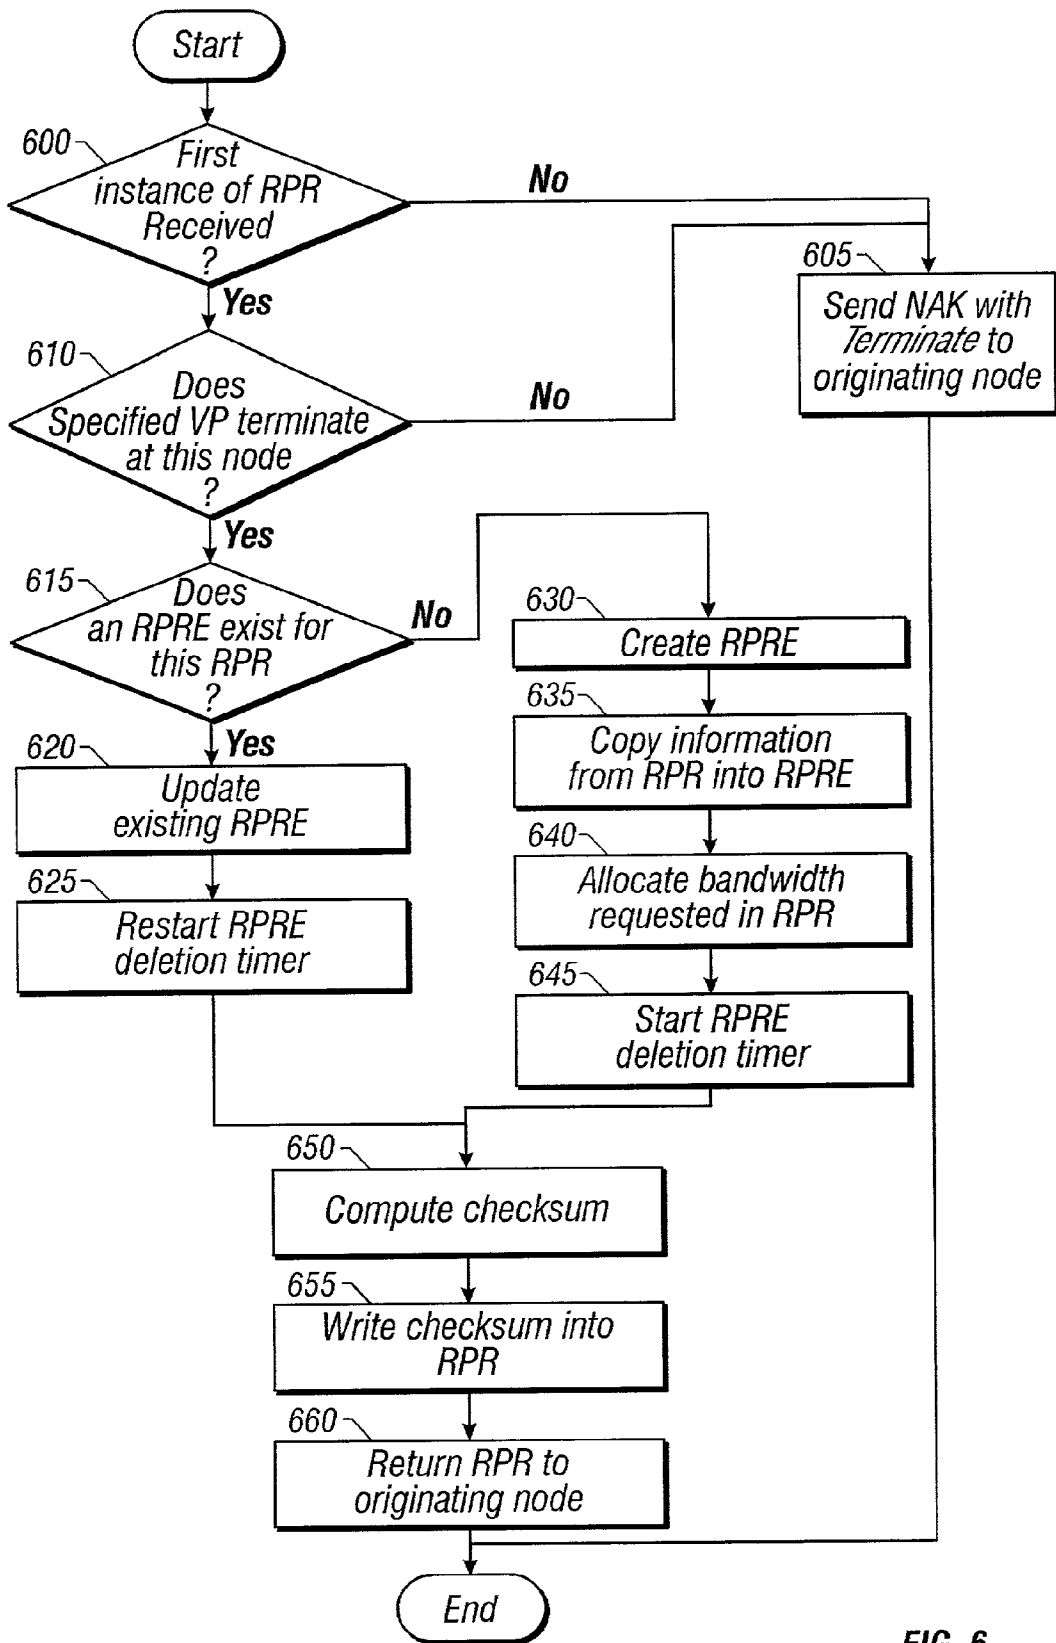 Start
600
First
instance of RPR
Received
?
No
Yes
605
Send NAK with
Terminate to
originating node
610
Does
Specified VP terminate
at this node
?
No
Yes
615
Does
an RPRE exist for
this RPR
?
No
Yes
620
Update
existing RPRE
625
Restart RPRE
deletion timer
630
Create RPRE
635
Copy information
from RPR into RPRE
640
Allocate bandwidth
requested in RPR
645
Start RPRE
deletion timer
650
Compute checksum
655
Write checksum into
RPR
660
Return RPR to
originating node
End
FIG. 6